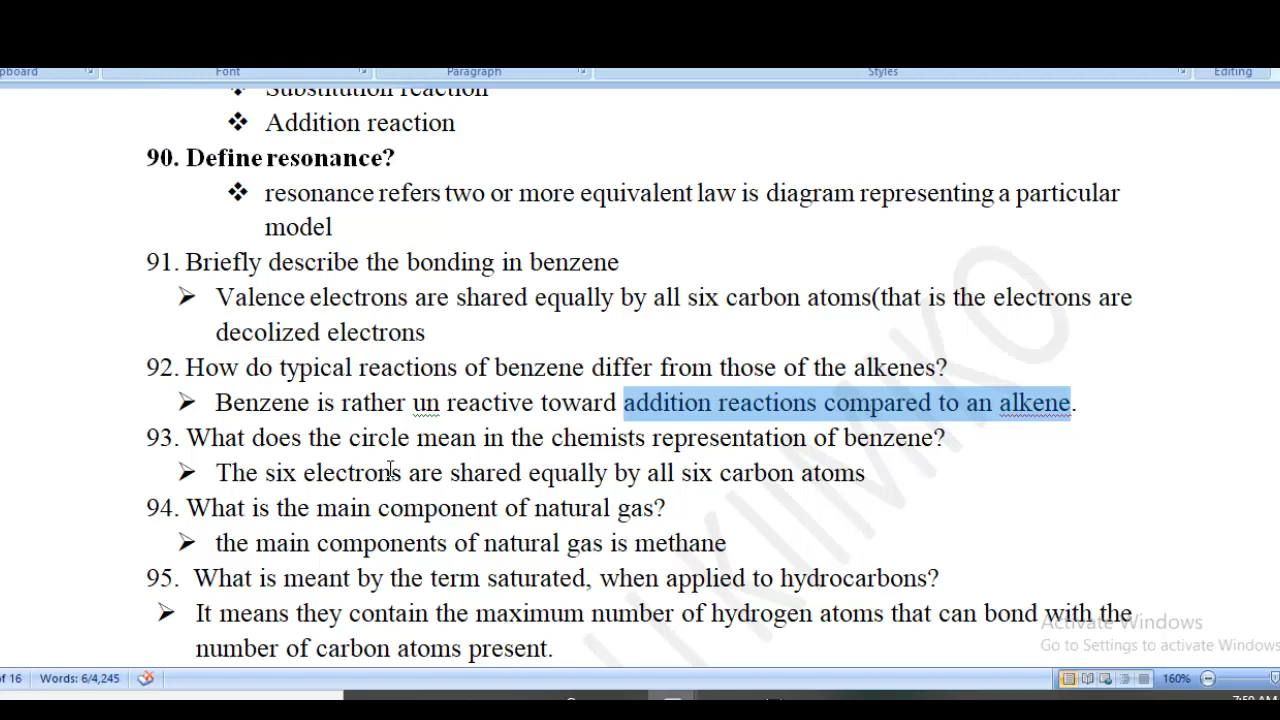 pboard Font Paragraph Styles Editing
❖ Substitution reaction
❖ Addition reaction
90. Define resonance?
❖ resonance refers two or more equivalent law is diagram representing a particular
model
91. Briefly describe the bonding in benzene
➢ Valence electrons are shared equally by all six carbon atoms(that is the electrons are
decolized electrons
92. How do typical reactions of benzene differ from those of the alkenes?
➢ Benzene is rather un reactive toward addition reactions compared to an alkene.
93. What does the circle mean in the chemists representation of benzene?
➢ The six electrons are shared equally by all six carbon atoms
94. What is the main component of natural gas?
➢ the main components of natural gas is methane
95. What is meant by the term saturated, when applied to hydrocarbons?
➢ It means they contain the maximum number of hydrogen atoms that can bond with the
number of carbon atoms present.
KIIMKO
Activate Windows
Go to Settings to activate Windows
of 16 Words: 6/4,245 160%